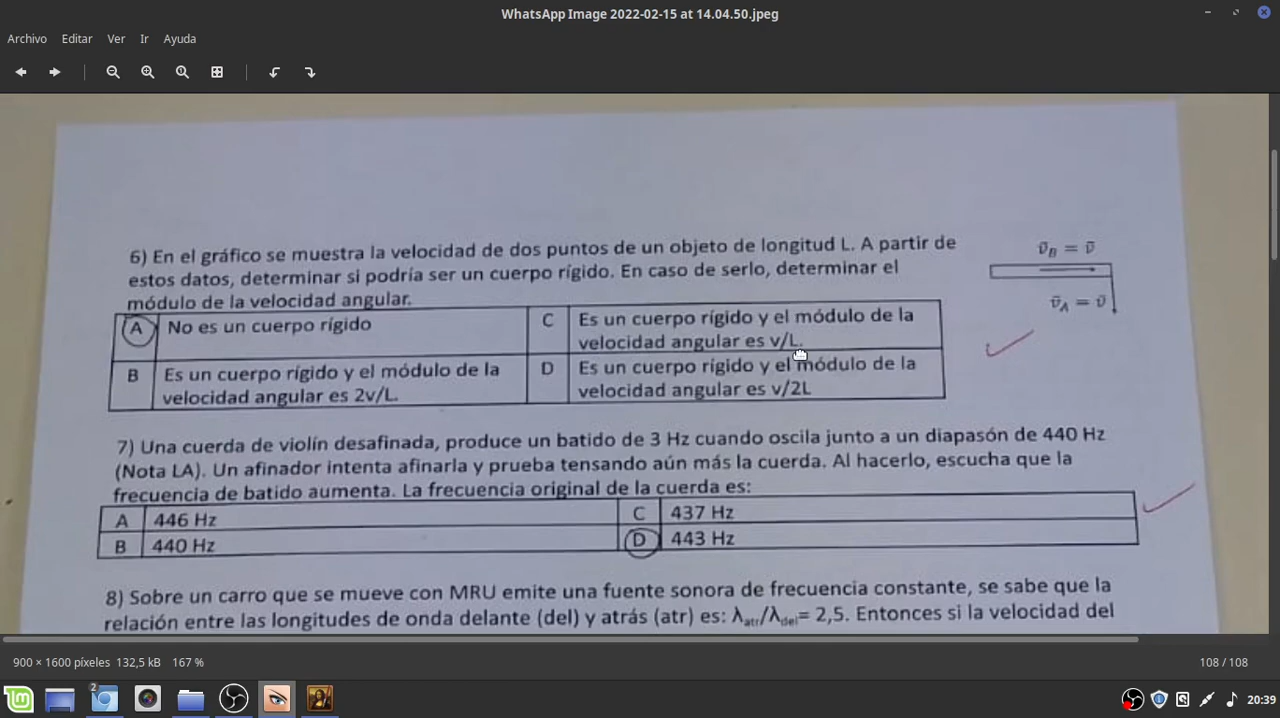 WhatsApp Image 2022-02-15 at 14.04.50.jpeg
Archivo Editar Ver Ir Ayuda
6) En el gráfico se muestra la velocidad de dos puntos de un objeto de longitud L. A partir de
estos datos, determinar si podría ser un cuerpo rígido. En caso de serlo, determinar el
módulo de la velocidad angular.
v̄B = v̄
v̄A = v̄
A No es un cuerpo rígido
C Es un cuerpo rígido y el módulo de la
velocidad angular es v/L.
B Es un cuerpo rígido y el módulo de la
velocidad angular es 2v/L.
D Es un cuerpo rígido y el módulo de la
velocidad angular es v/2L
7) Una cuerda de violín desafinada, produce un batido de 3 Hz cuando oscila junto a un diapasón de 440 Hz
(Nota LA). Un afinador intenta afinarla y prueba tensando aún más la cuerda. Al hacerlo, escucha que la
frecuencia de batido aumenta. La frecuencia original de la cuerda es:
A 446 Hz C 437 Hz
B 440 Hz D 443 Hz
8) Sobre un carro que se mueve con MRU emite una fuente sonora de frecuencia constante, se sabe que la
relación entre las longitudes de onda delante (del) y atrás (atr) es: λatr/λdel= 2,5. Entonces si la velocidad del
900 × 1600 píxeles 132,5 kB 167 % 108 / 108
2
20:39